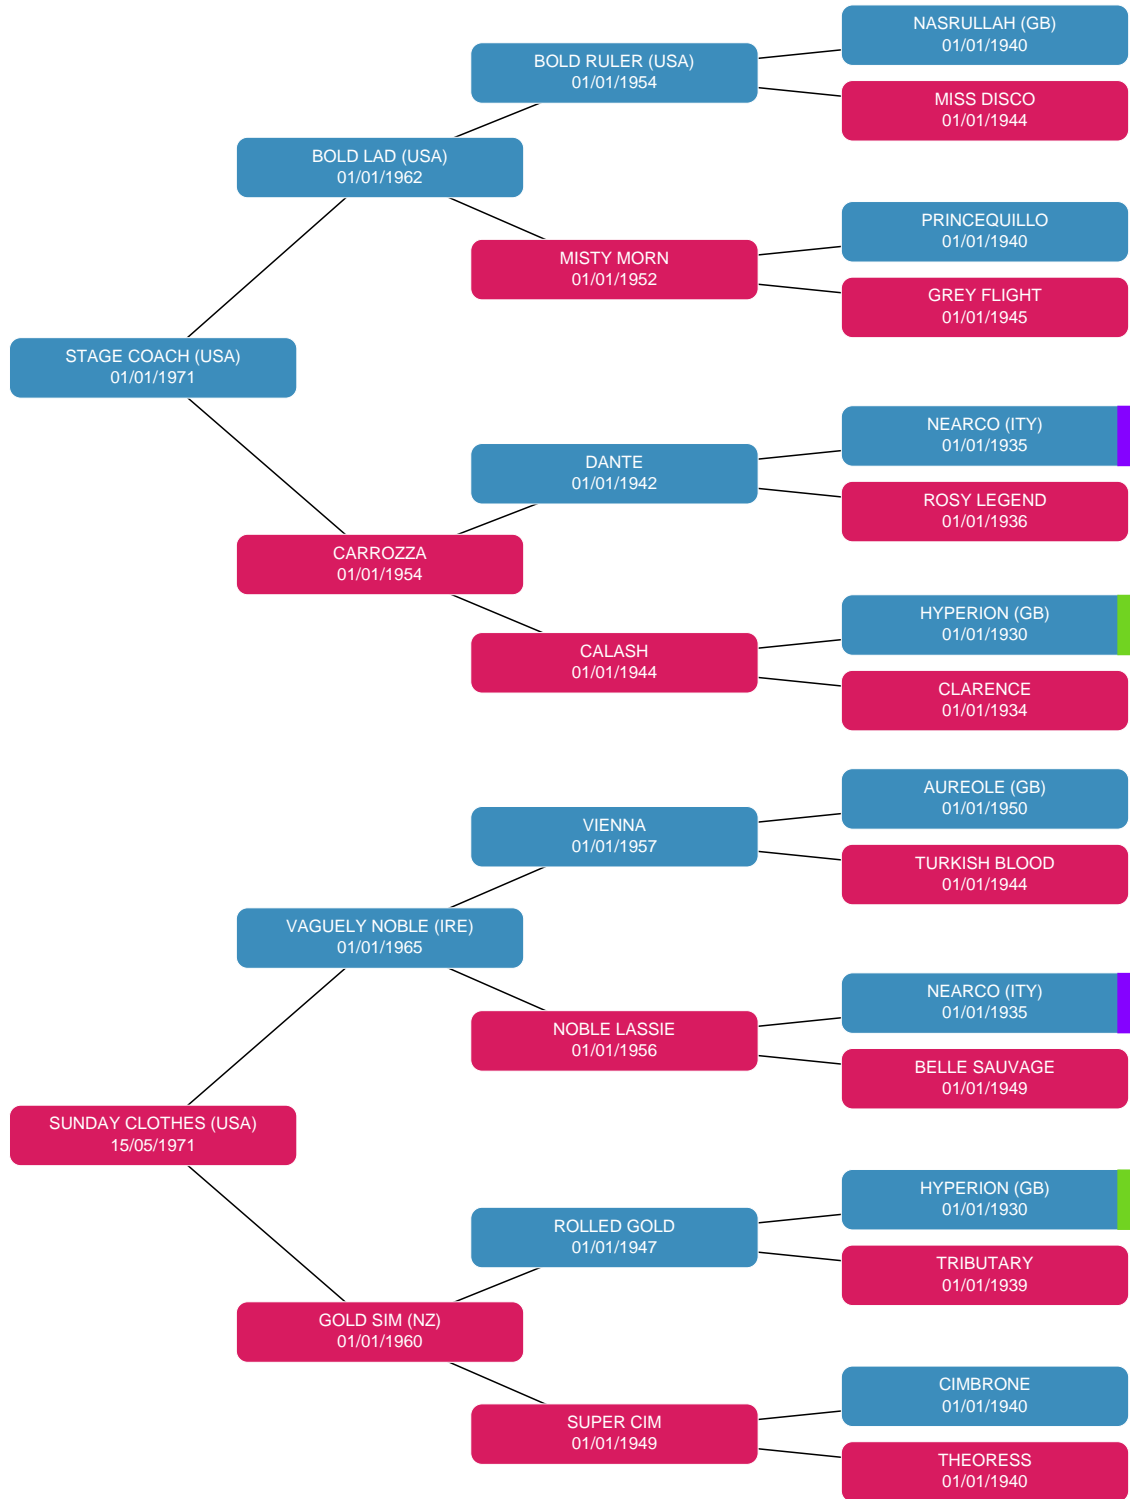 NASRULLAH (GB)
01/01/1940
BOLD RULER (USA)
01/01/1954
MISS DISCO
01/01/1944
BOLD LAD (USA)
01/01/1962
PRINCEQUILLO
01/01/1940
MISTY MORN
01/01/1952
GREY FLIGHT
01/01/1945
STAGE COACH (USA)
01/01/1971
NEARCO (ITY)
01/01/1935
DANTE
01/01/1942
ROSY LEGEND
01/01/1936
CARROZZA
01/01/1954
HYPERION (GB)
01/01/1930
CALASH
01/01/1944
CLARENCE
01/01/1934
AUREOLE (GB)
01/01/1950
VIENNA
01/01/1957
TURKISH BLOOD
01/01/1944
VAGUELY NOBLE (IRE)
01/01/1965
NEARCO (ITY)
01/01/1935
NOBLE LASSIE
01/01/1956
BELLE SAUVAGE
01/01/1949
SUNDAY CLOTHES (USA)
15/05/1971
HYPERION (GB)
01/01/1930
ROLLED GOLD
01/01/1947
TRIBUTARY
01/01/1939
GOLD SIM (NZ)
01/01/1960
CIMBRONE
01/01/1940
SUPER CIM
01/01/1949
THEORESS
01/01/1940